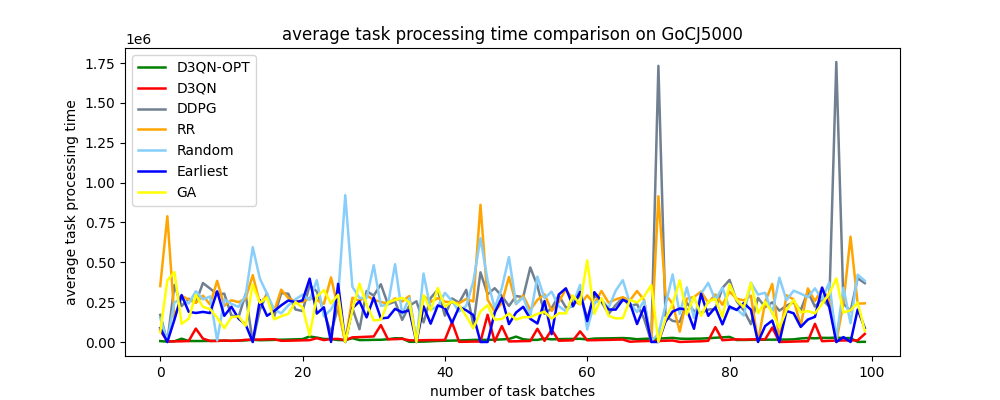 average task processing time comparison on GoCJ5000
1e6
1.75
1.50
1.25
1.00
0.75
0.50
0.25
0.00
average task processing time
D3QN-OPT
D3QN
DDPG
RR
Random
Earliest
GA
0 20 40 60 80 100
number of task batches